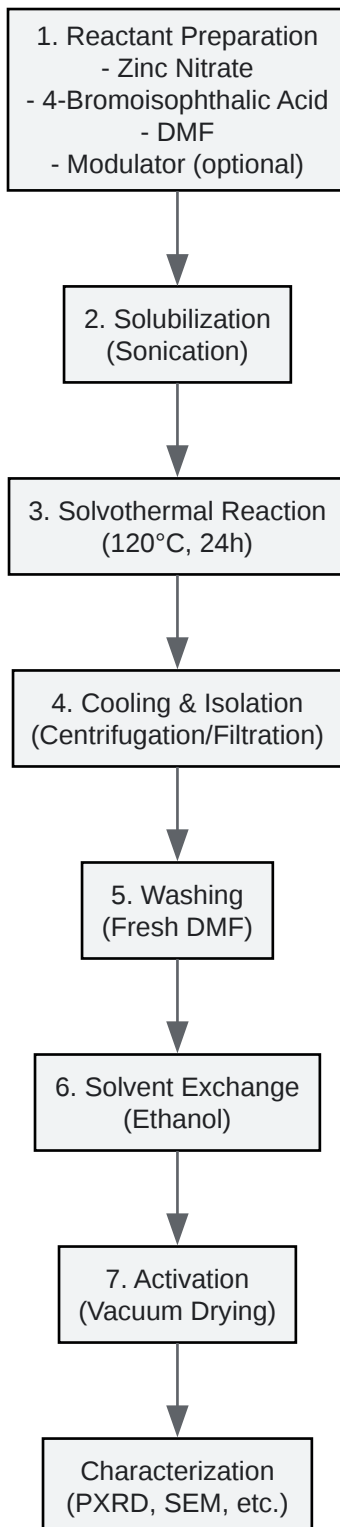 1. Reactant Preparation
- Zinc Nitrate
- 4-Bromoisophthalic Acid
- DMF
- Modulator (optional)
2. Solubilization
(Sonication)
3. Solvothermal Reaction
(120°C, 24h)
4. Cooling & Isolation
(Centrifugation/Filtration)
5. Washing
(Fresh DMF)
6. Solvent Exchange
(Ethanol)
7. Activation
(Vacuum Drying)
Characterization
(PXRD, SEM, etc.)